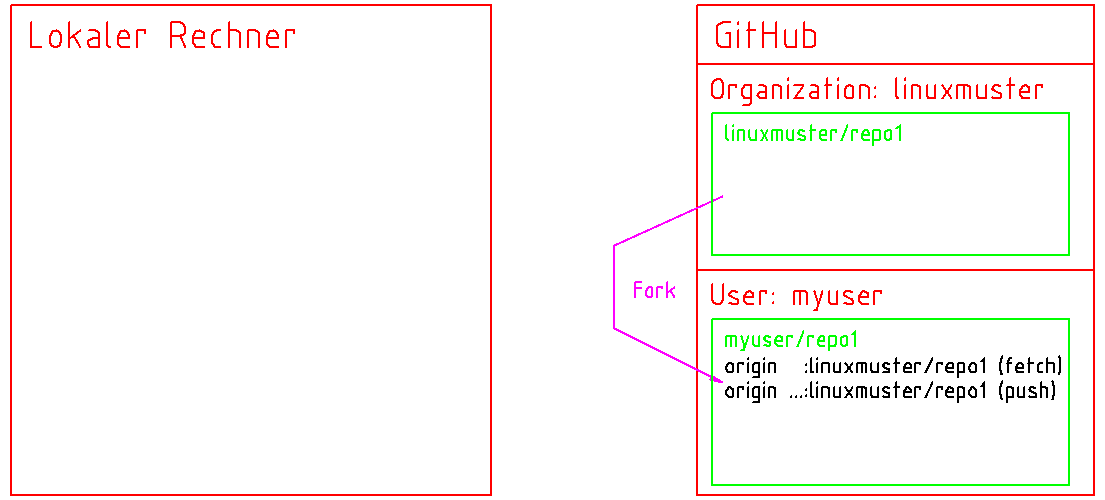 Lokaler Rechner
GitHub
Organization: linuxmuster
linuxmuster/repo1
Fork
User: myuser
myuser/repo1
origin :linuxmuster/repo1 (fetch)
origin ...:linuxmuster/repo1 (push)